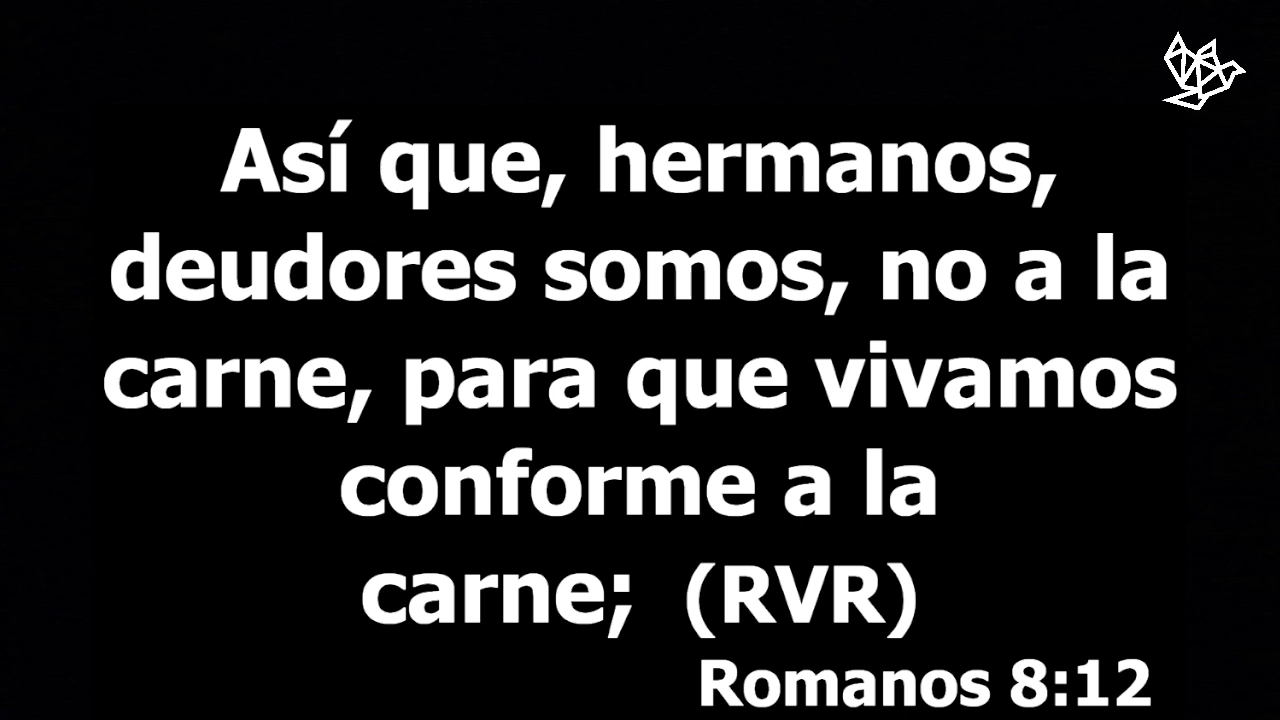 Así que, hermanos,
deudores somos, no a la
carne, para que vivamos
conforme a la
carne; (RVR)
Romanos 8:12